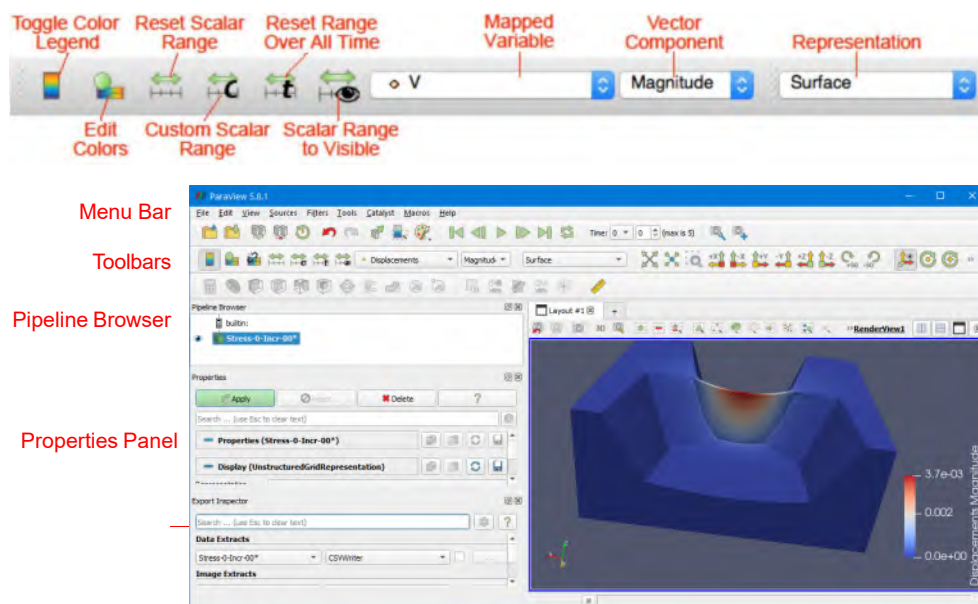 Toggle Color
Legend
Reset Scalar
Range
Reset Range
Over All Time
Mapped
Variable
Vector
Component
Representation
C
t
V
Magnitude
Surface
Edit
Colors
Custom Scalar
Range
Scalar Range
to Visible
ParaView 5.8.1
Menu Bar
File Edit View Sources Filters Tools Catalyst Macros Help
Time: 0 0 (max is 5)
Toolbars
Displacements Magnitud Surface
Pipeline Browser
Pipeline Browser
builtin:
Stress-0-Incr-00*
Layout #1
3D
RenderView1
Properties
Apply Delete ?
Search ... (use Esc to clear text)
Properties Panel
Properties (Stress-0-Incr-00*)
Display (UnstructuredGridRepresentation)
Export Inspector
Search ... (use Esc to clear text) ?
Data Extracts
Stress-0-Incr-00* CSVWriter
Image Extracts
3.7e-03
0.002
0.0e+00
Displacements Magnitude